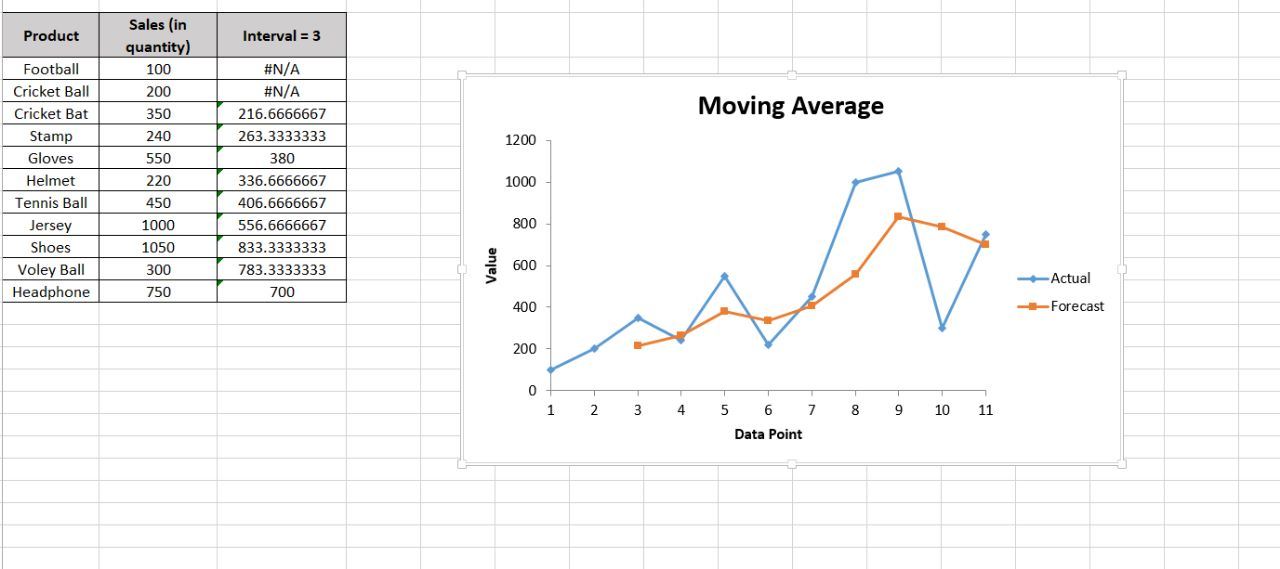 Product Sales (in quantity) Interval = 3
Football 100 #N/A
Cricket Ball 200 #N/A
Cricket Bat 350 216.6666667
Stamp 240 263.3333333
Gloves 550 380
Helmet 220 336.6666667
Tennis Ball 450 406.6666667
Jersey 1000 556.6666667
Shoes 1050 833.3333333
Voley Ball 300 783.3333333
Headphone 750 700
Moving Average
1200
1000
800
600
400
200
0
Value
1 2 3 4 5 6 7 8 9 10 11
Data Point
Actual
Forecast